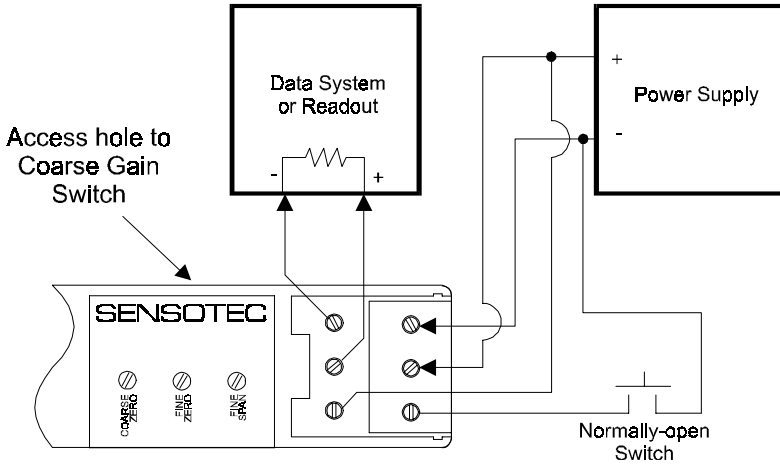 Data System
or Readout
-
+
+
Power Supply
-
Access hole to
Coarse Gain
Switch
SENSOTEC
COARSE
ZERO
FINE
ZERO
FINE
SPAN
Normally-open
Switch